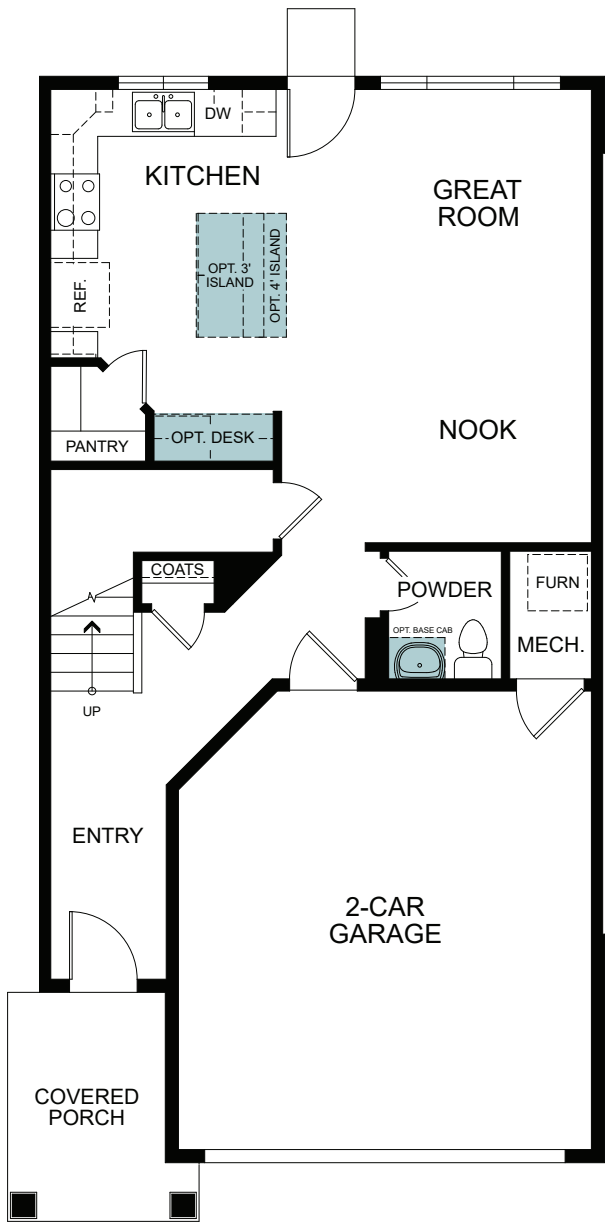 DW
KITCHEN
GREAT
ROOM
OPT. 3'
ISLAND
OPT. 4' ISLAND
REF.
NOOK
PANTRY
OPT. DESK
COATS
POWDER
FURN
OPT. BASE CAB
MECH.
UP
ENTRY
2-CAR
GARAGE
COVERED
PORCH